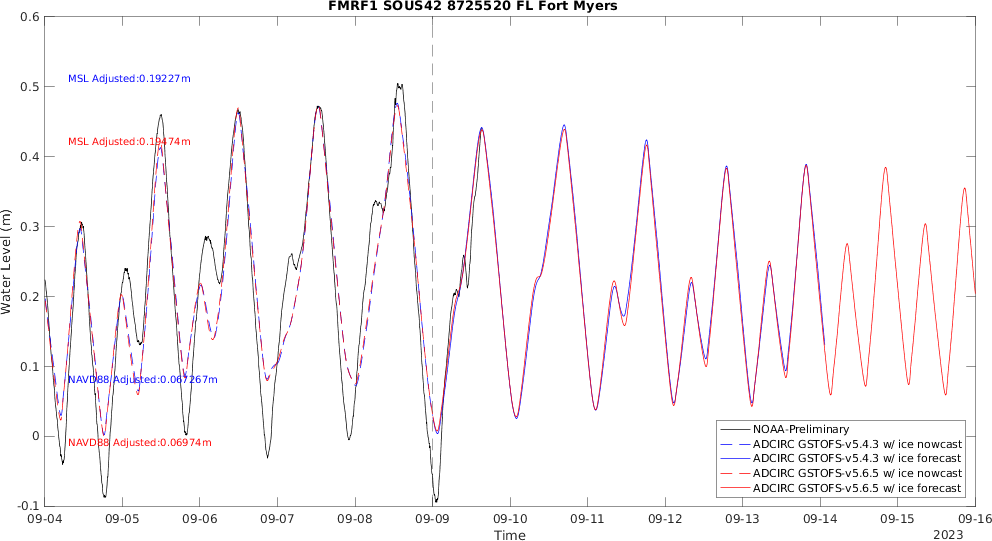 FMRF1 SOUS42 8725520 FL Fort Myers
0.6
0.5
0.4
0.3
0.2
0.1
0
-0.1
Water Level (m)
MSL Adjusted:0.19227m
MSL Adjusted:0.19474m
NAVD88 Adjusted:0.067267m
NAVD88 Adjusted:0.06974m
NOAA-Preliminary
ADCIRC GSTOFS-v5.4.3 w/ ice nowcast
ADCIRC GSTOFS-v5.4.3 w/ ice forecast
ADCIRC GSTOFS-v5.6.5 w/ ice nowcast
ADCIRC GSTOFS-v5.6.5 w/ ice forecast
09-04 09-05 09-06 09-07 09-08 09-09 09-10 09-11 09-12 09-13 09-14 09-15 09-16
Time
2023